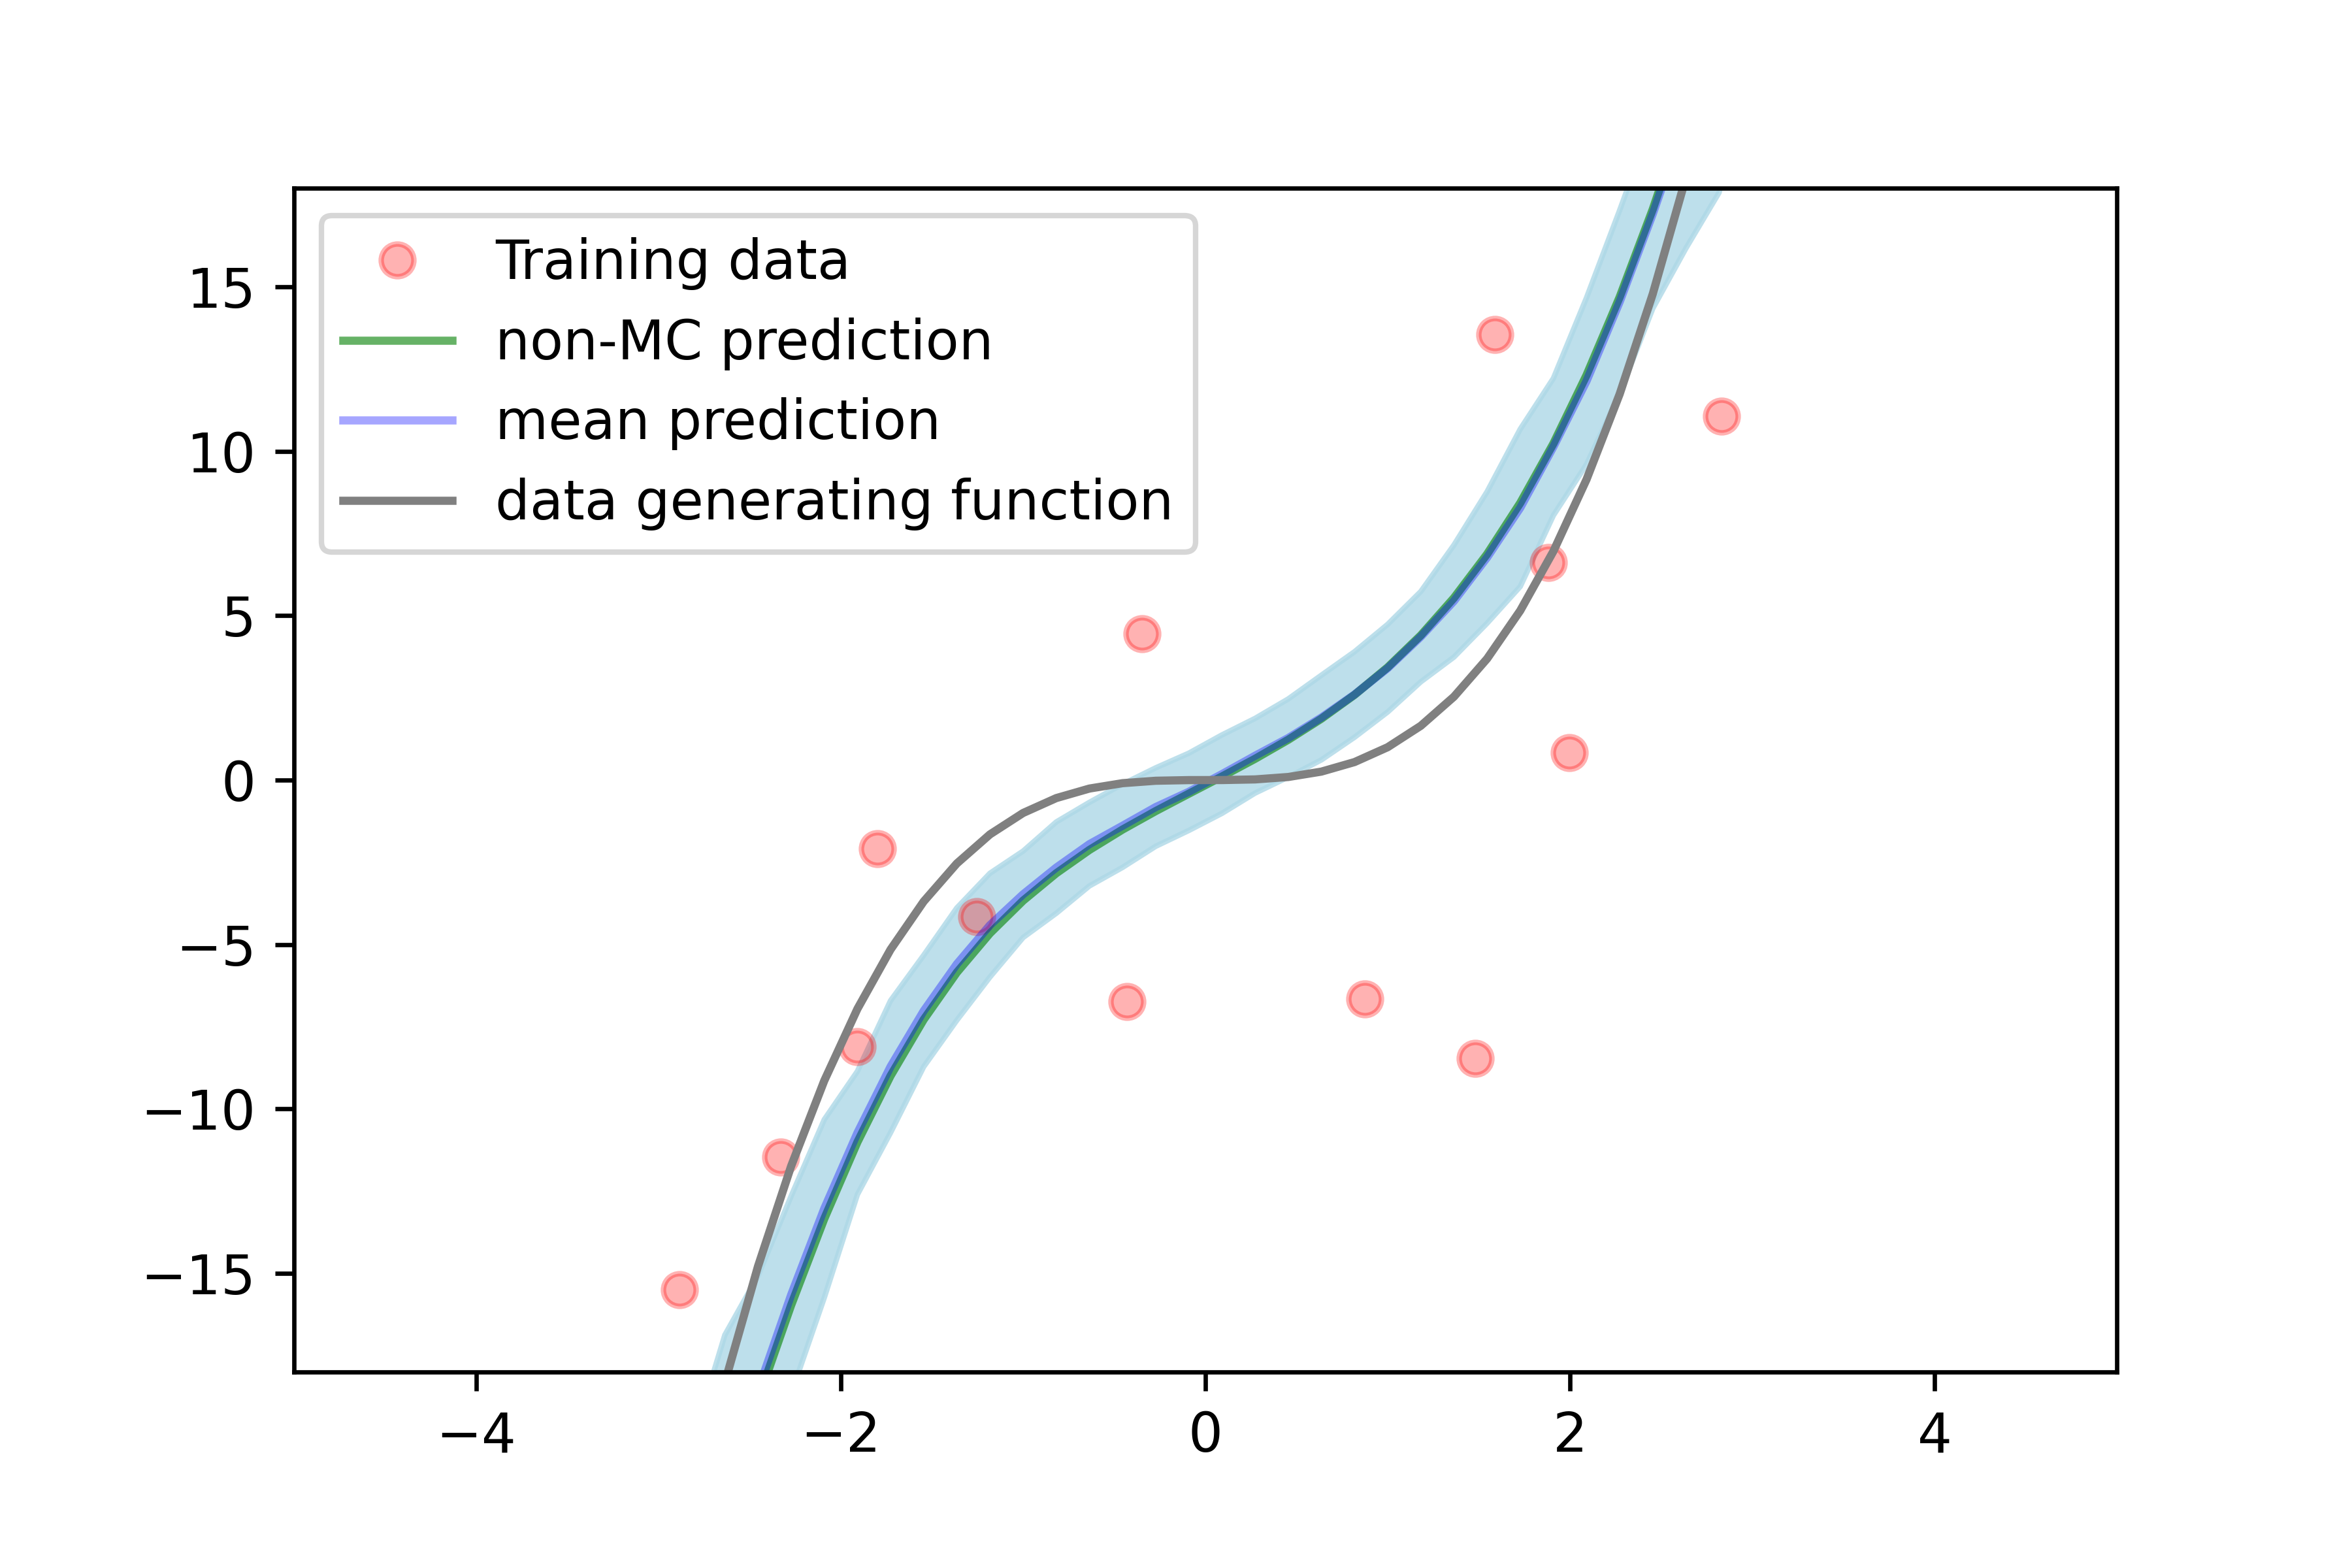 Training data
non-MC prediction
mean prediction
data generating function
15
10
5
0
−5
−10
−15
−4 −2 0 2 4